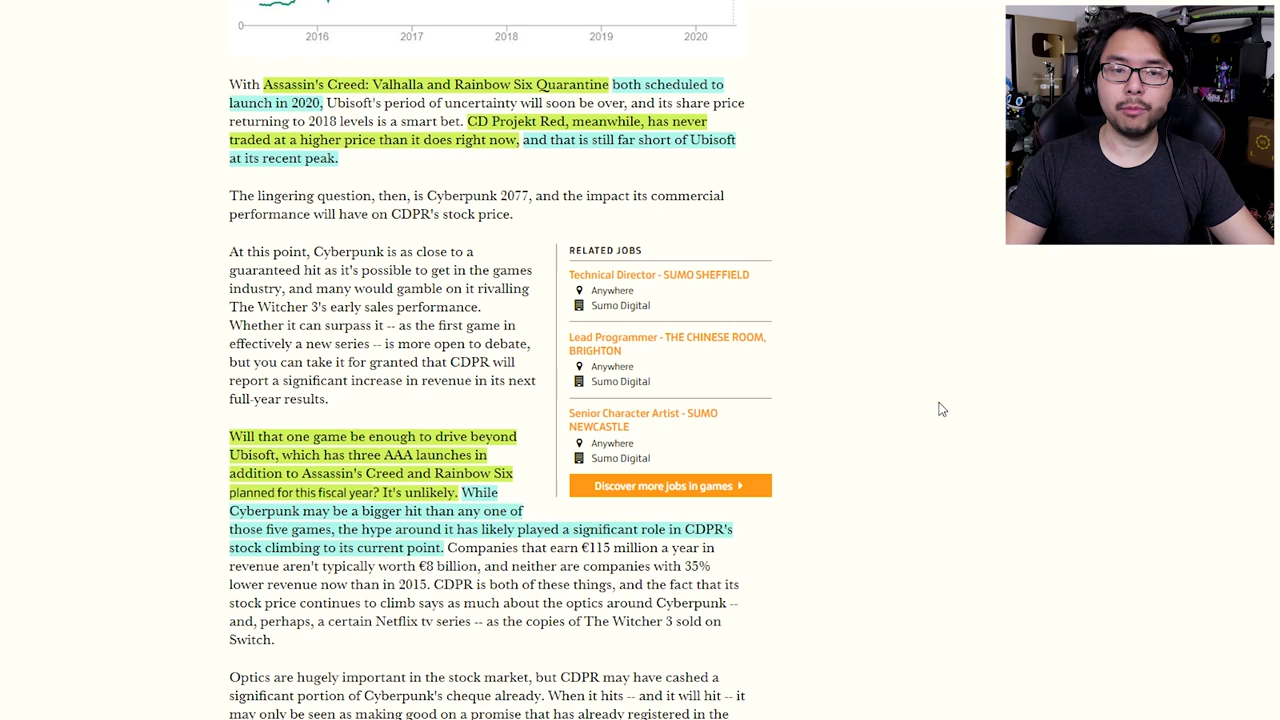 0
2016 2017 2018 2019 2020
With Assassin's Creed: Valhalla and Rainbow Six Quarantine both scheduled to
launch in 2020, Ubisoft's period of uncertainty will soon be over, and its share price
returning to 2018 levels is a smart bet. CD Projekt Red, meanwhile, has never
traded at a higher price than it does right now, and that is still far short of Ubisoft
at its recent peak.
The lingering question, then, is Cyberpunk 2077, and the impact its commercial
performance will have on CDPR's stock price.
At this point, Cyberpunk is as close to a
guaranteed hit as it's possible to get in the games
industry, and many would gamble on it rivalling
The Witcher 3's early sales performance.
Whether it can surpass it -- as the first game in
effectively a new series -- is more open to debate,
but you can take it for granted that CDPR will
report a significant increase in revenue in its next
full-year results.
Will that one game be enough to drive beyond
Ubisoft, which has three AAA launches in
addition to Assassin's Creed and Rainbow Six
planned for this fiscal year? It's unlikely. While
Cyberpunk may be a bigger hit than any one of
those five games, the hype around it has likely played a significant role in CDPR's
stock climbing to its current point. Companies that earn €115 million a year in
revenue aren't typically worth €8 billion, and neither are companies with 35%
lower revenue now than in 2015. CDPR is both of these things, and the fact that its
stock price continues to climb says as much about the optics around Cyberpunk --
and, perhaps, a certain Netflix tv series -- as the copies of The Witcher 3 sold on
Switch.
Optics are hugely important in the stock market, but CDPR may have cashed a
significant portion of Cyberpunk's cheque already. When it hits -- and it will hit -- it
may only be seen as making good on a promise that has already registered in the
RELATED JOBS
Technical Director - SUMO SHEFFIELD
Anywhere
Sumo Digital
Lead Programmer - THE CHINESE ROOM,
BRIGHTON
Anywhere
Sumo Digital
Senior Character Artist - SUMO
NEWCASTLE
Anywhere
Sumo Digital
Discover more jobs in games